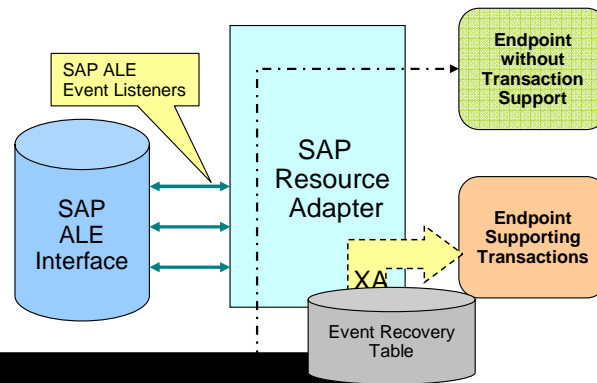 SAP ALE
Event Listeners
SAP
ALE
Interface
SAP
Resource
Adapter
Endpoint
without
Transaction
Support
Endpoint
Supporting
Transactions
XA
Event Recovery
Table